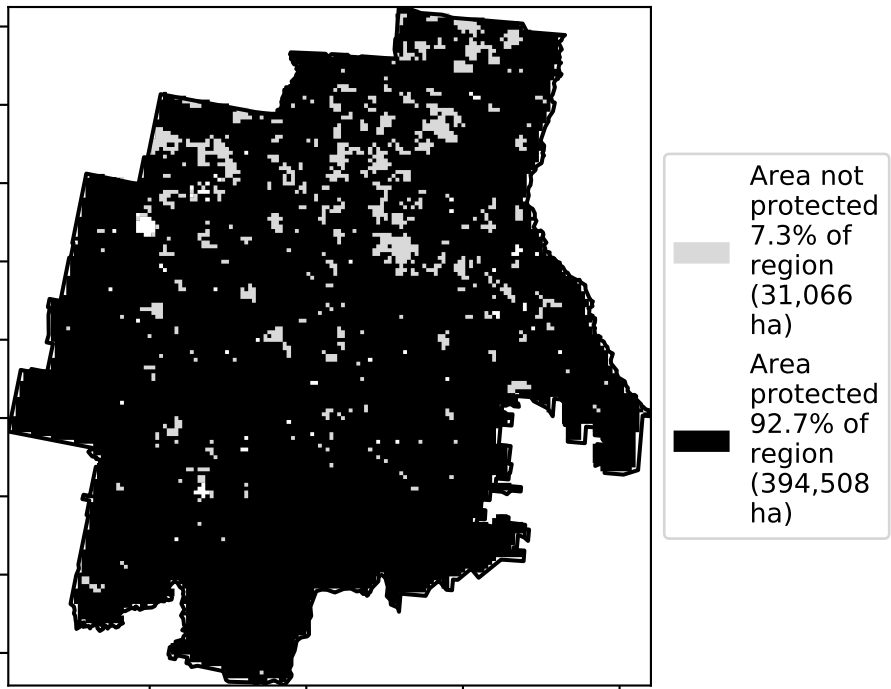 Area not
protected
7.3% of
region
(31,066
ha)
Area
protected
92.7% of
region
(394,508
ha)